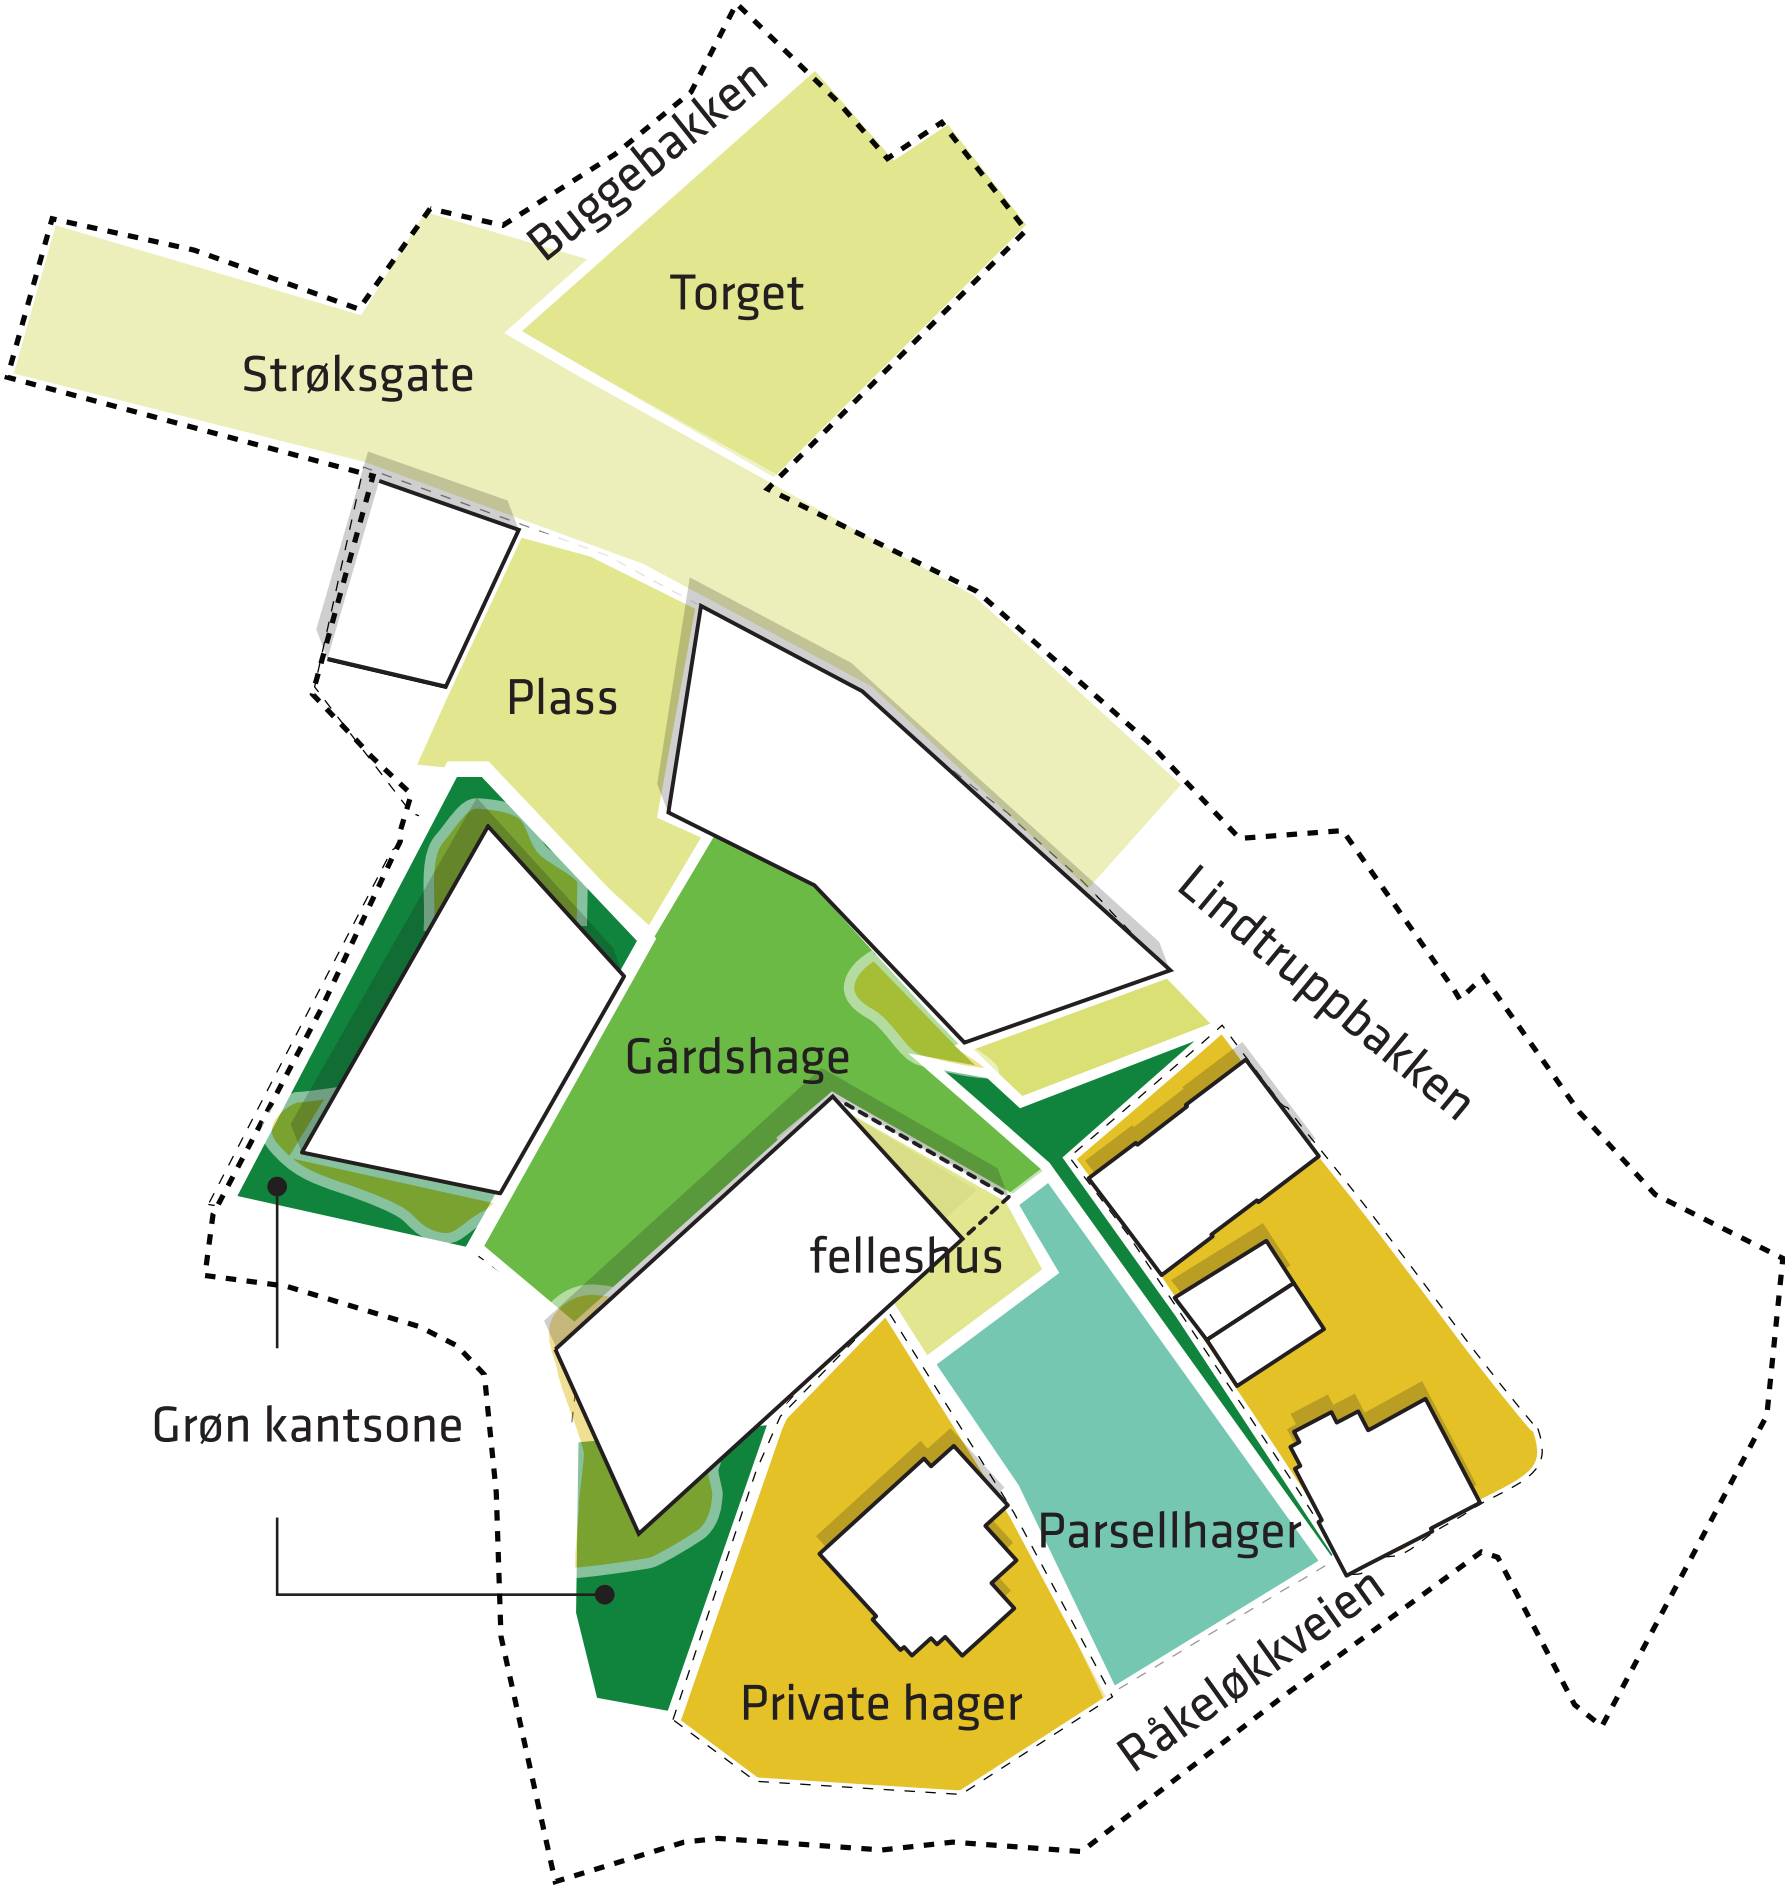 Buggebakken
Torget
Strøksgate
Plass
Lindtruppbakken
Gårdshage
felleshus
Grøn kantsone
Parsellhager
Private hager
Råkeløkkveien